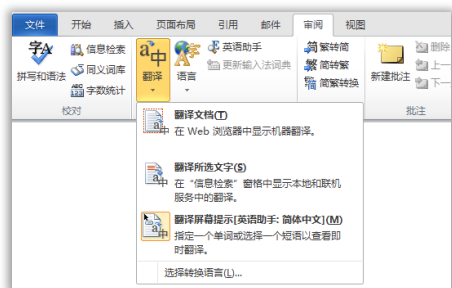 文件 开始 插入 页面布局 引用 邮件 审阅 视图
拼写和语法
信息检索
同义词库
ABC 123 字数统计
校对
翻译
语言
英语助手
更新输入法词典
繁转简
简转繁
简繁转换
新建批注
删除
上一
下一
批注
翻译文档(T)
在 Web 浏览器中显示机器翻译。
翻译所选文字(S)
在“信息检索”窗格中显示本地和联机
服务中的翻译。
翻译屏幕提示[英语助手: 简体中文](M)
指定一个单词或选择一个短语以查看即
时翻译。
选择转换语言(L)...